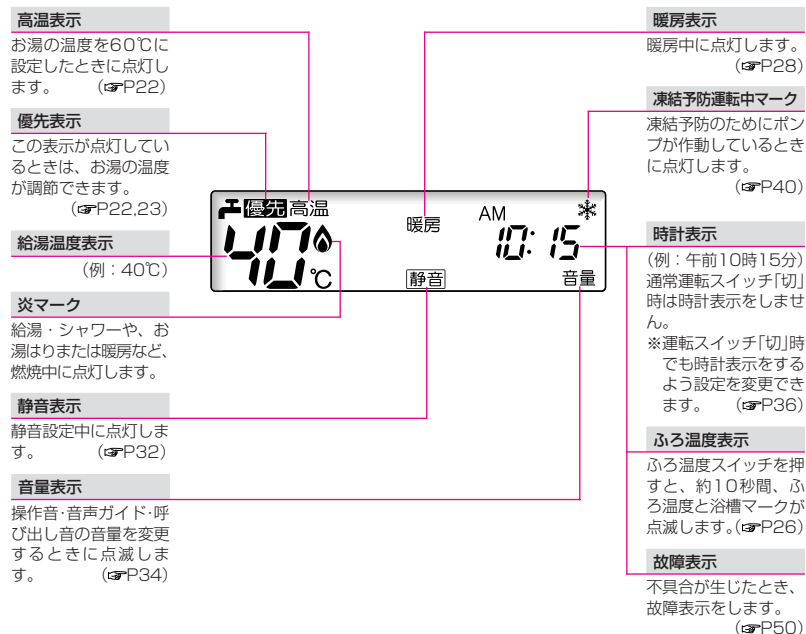 高温表示
お湯の温度を60℃に
設定したときに点灯し
ます。 (☞P22)
優先表示
この表示が点灯してい
るときは、お湯の温度
が調節できます。
(☞P22,23)
給湯温度表示
(例：40℃)
炎マーク
給湯・シャワーや、お
湯はりまたは暖房など、
燃焼中に点灯します。
静音表示
静音設定中に点灯しま
す。 (☞P32)
音量表示
操作音･音声ガイド･呼
び出し音の音量を変更
するときに点滅しま
す。 (☞P34)
優先 高温
40 ℃
暖房
静音
AM
10:15
音量
暖房表示
暖房中に点灯します。
(☞P28)
凍結予防運転中マーク
凍結予防のためにポン
プが作動しているとき
に点灯します。
(☞P40)
時計表示
(例：午前10時15分)
通常運転スイッチ｢切｣
時は時計表示をしませ
ん。
※運転スイッチ｢切｣時
でも時計表示をする
よう設定を変更でき
ます。 (☞P36)
ふろ温度表示
ふろ温度スイッチを押
すと、約10秒間、ふ
ろ温度と浴槽マークが
点滅します。(☞P26)
故障表示
不具合が生じたとき、
故障表示をします。
(☞P50)